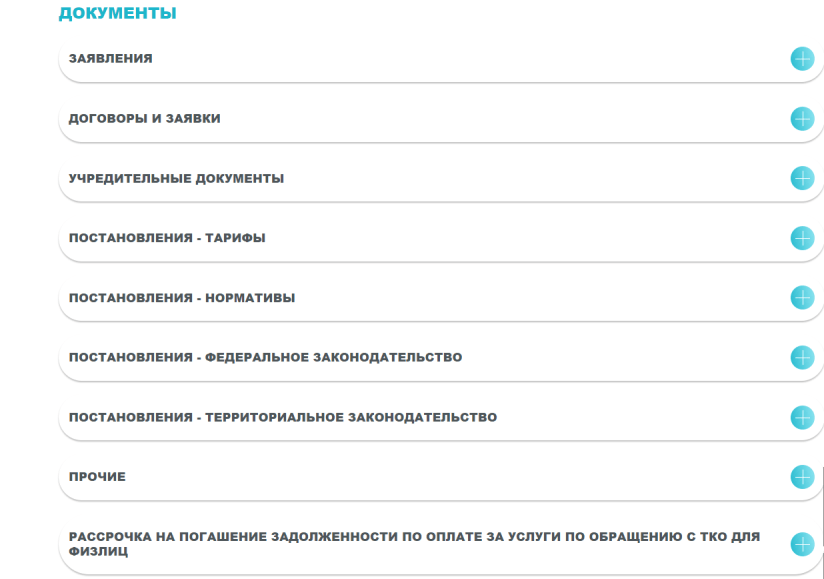 ДОКУМЕНТЫ
ЗАЯВЛЕНИЯ
ДОГОВОРЫ И ЗАЯВКИ
УЧРЕДИТЕЛЬНЫЕ ДОКУМЕНТЫ
ПОСТАНОВЛЕНИЯ - ТАРИФЫ
ПОСТАНОВЛЕНИЯ - НОРМАТИВЫ
ПОСТАНОВЛЕНИЯ - ФЕДЕРАЛЬНОЕ ЗАКОНОДАТЕЛЬСТВО
ПОСТАНОВЛЕНИЯ - ТЕРРИТОРИАЛЬНОЕ ЗАКОНОДАТЕЛЬСТВО
ПРОЧИЕ
РАССРОЧКА НА ПОГАШЕНИЕ ЗАДОЛЖЕННОСТИ ПО ОПЛАТЕ ЗА УСЛУГИ ПО ОБРАЩЕНИЮ С ТКО ДЛЯ
ФИЗЛИЦ